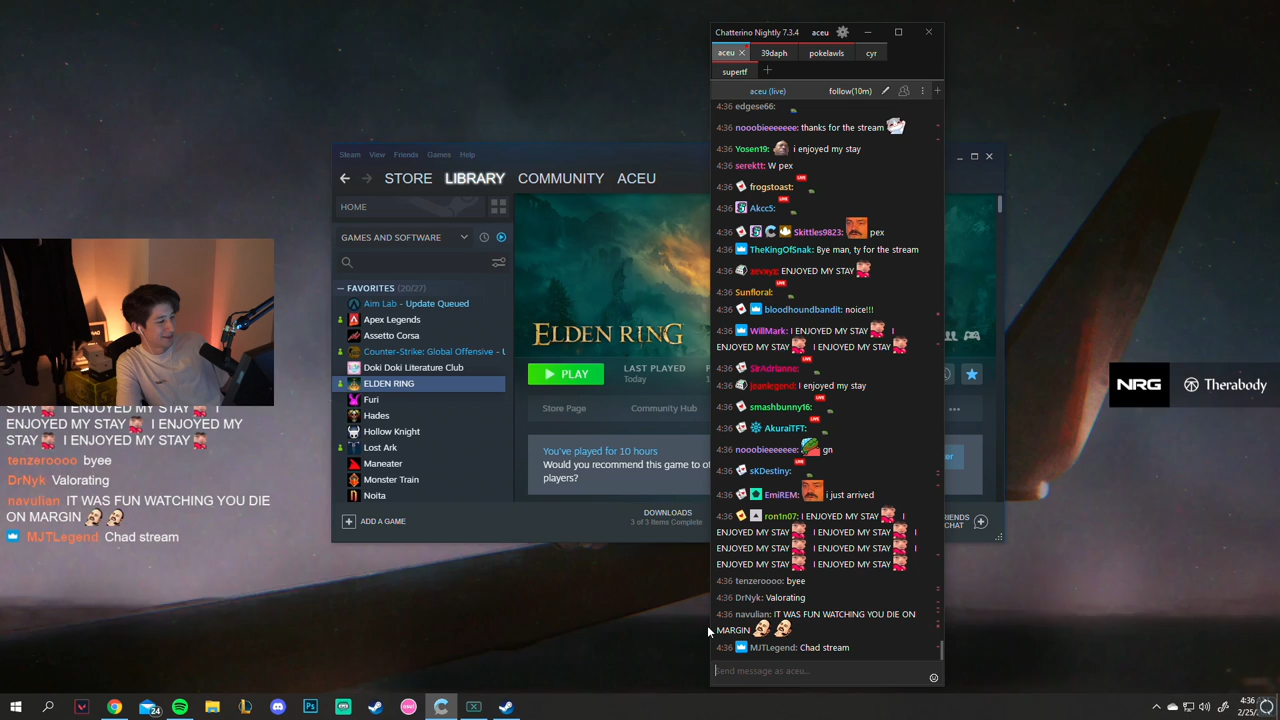 Chatterino Nightly 7.3.4 aceu
aceu 39daph pokelawls cyr
supertf
aceu (live) follow(10m)
4:36 edgese66:
4:36 nooobieeeeeee: thanks for the stream
4:36 Yosen19: i enjoyed my stay
4:36 serektt: W pex
4:36 frogstoast:
4:36 Akcc5:
4:36 Skittles9823: pex
4:36 TheKingOfSnak: Bye man, ty for the stream
4:36 zevayz: ENJOYED MY STAY
4:36 Sunfloral:
4:36 bloodhoundbandit: noice!!!
4:36 WillMark: I ENJOYED MY STAY I
ENJOYED MY STAY I ENJOYED MY STAY
4:36 SirAdrianne:
4:36 jeanlegend: I enjoyed my stay
4:36 smashbunny16:
4:36 AkuraiTFT:
4:36 nooobieeeeeee: gn
4:36 sKDestiny:
4:36 EmiREM: i just arrived
4:36 ron1n07: I ENJOYED MY STAY I
ENJOYED MY STAY I ENJOYED MY STAY I
ENJOYED MY STAY I ENJOYED MY STAY I
ENJOYED MY STAY I ENJOYED MY STAY
4:36 tenzeroooo: byee
4:36 DrNyk: Valorating
4:36 navulian: IT WAS FUN WATCHING YOU DIE ON
MARGIN
4:36 MJTLegend: Chad stream
Send message as aceu...
Steam View Friends Games Help
STORE LIBRARY COMMUNITY ACEU
HOME
GAMES AND SOFTWARE
FAVORITES (20/27)
Aim Lab - Update Queued
Apex Legends
Assetto Corsa
Counter-Strike: Global Offensive - U
Doki Doki Literature Club
ELDEN RING
Furi
Hades
Hollow Knight
Lost Ark
Maneater
Monster Train
Noita
ADD A GAME
ELDEN RING
PLAY
LAST PLAYED
Today
Store Page Community Hub
You've played for 10 hours
Would you recommend this game to ot
players?
DOWNLOADS
3 of 3 Items Complete
FRIENDS
CHAT
STAY I ENJOYED MY STAY I
ENJOYED MY STAY I ENJOYED MY
STAY I ENJOYED MY STAY
tenzeroooo byee
DrNyk Valorating
navulian IT WAS FUN WATCHING YOU DIE
ON MARGIN
MJTLegend Chad stream
NRG Therabody
24
4:36
2/25/